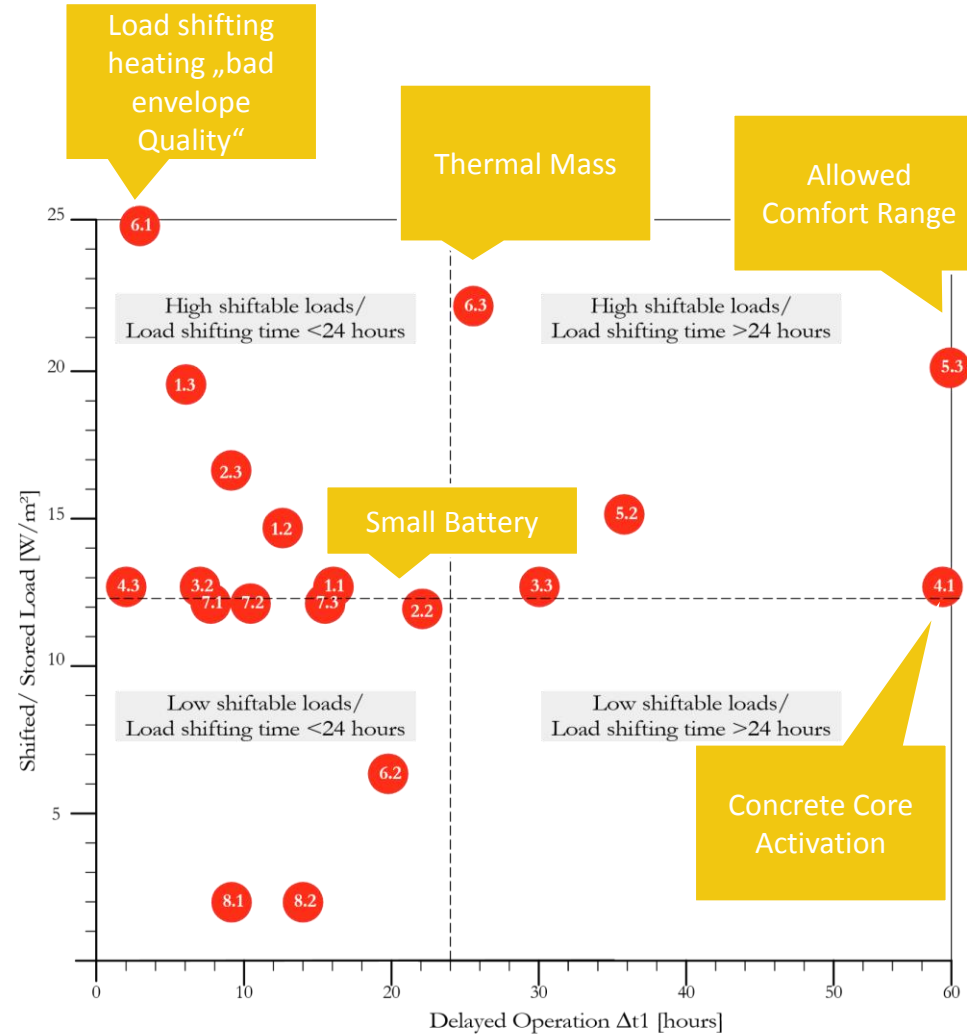 Load shifting
heating „bad
envelope
Quality“
Thermal Mass
Allowed
Comfort Range
25
6.1
High shiftable loads/
Load shifting time <24 hours
6.3
High shiftable loads/
Load shifting time >24 hours
20
1.3
5.3
2.3
15
1.2
Small Battery
5.2
4.3
3.2
1.1
3.3
4.1
7.1
7.2
7.3
2.2
10
Low shiftable loads/
Load shifting time <24 hours
Low shiftable loads/
Load shifting time >24 hours
6.2
5
Concrete Core
Activation
8.1
8.2
Shifted/ Stored Load [W/m²]
0
10
20
30
40
50
60
Delayed Operation Δt1 [hours]